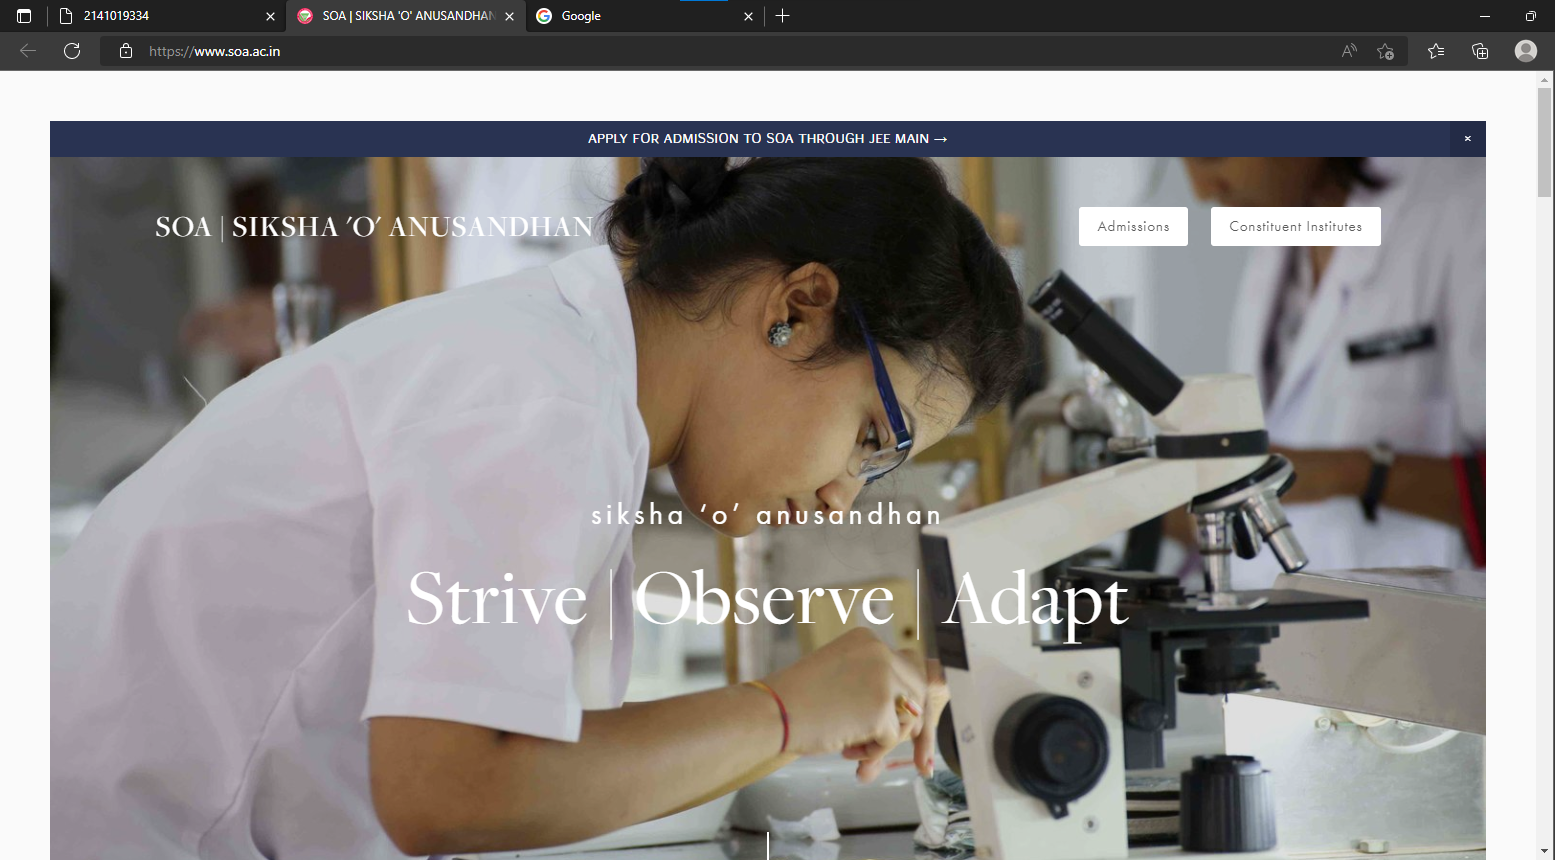 2141019334
SOA | SIKSHA 'O' ANUSANDHAN
Google
https://www.soa.ac.in
APPLY FOR ADMISSION TO SOA THROUGH JEE MAIN →
SOA | SIKSHA 'O' ANUSANDHAN
Admissions
Constituent Institutes
siksha ‘o’ anusandhan
Strive | Observe | Adapt